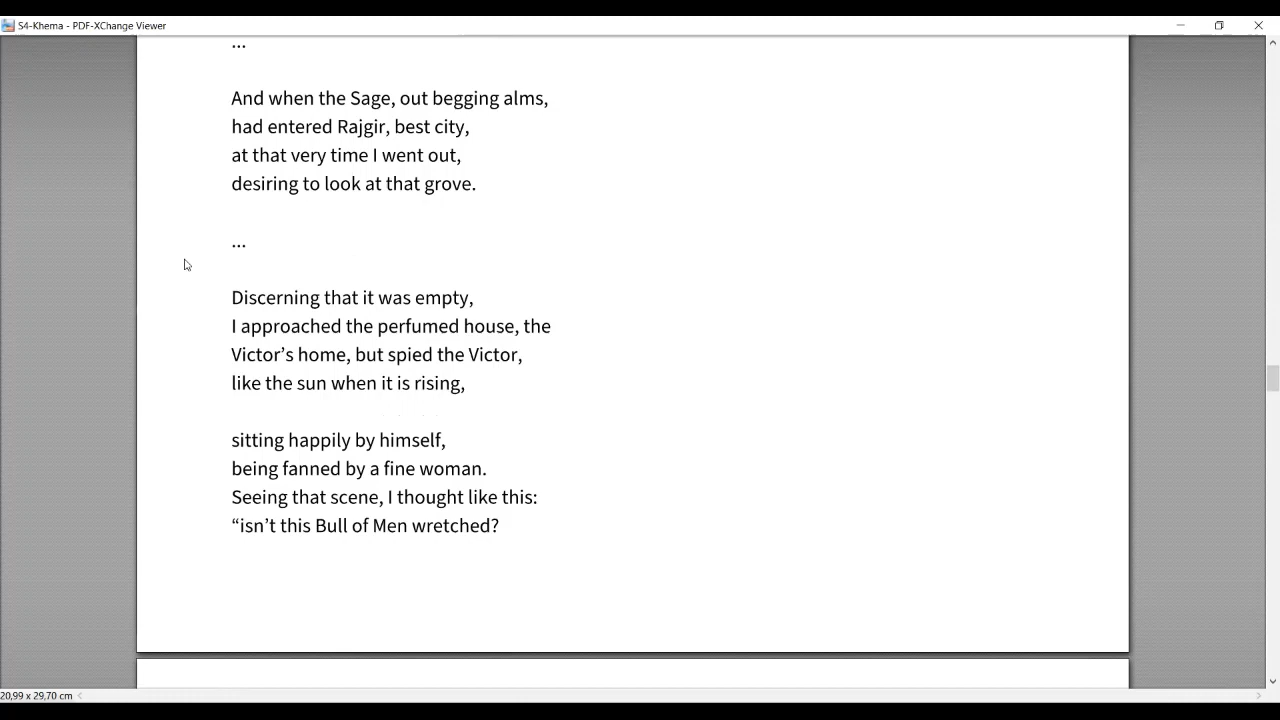 S4-Khema - PDF-XChange Viewer
...
And when the Sage, out begging alms,
had entered Rajgir, best city,
at that very time I went out,
desiring to look at that grove.
...
Discerning that it was empty,
I approached the perfumed house, the
Victor’s home, but spied the Victor,
like the sun when it is rising,
sitting happily by himself,
being fanned by a fine woman.
Seeing that scene, I thought like this:
“isn’t this Bull of Men wretched?
20,99 x 29,70 cm